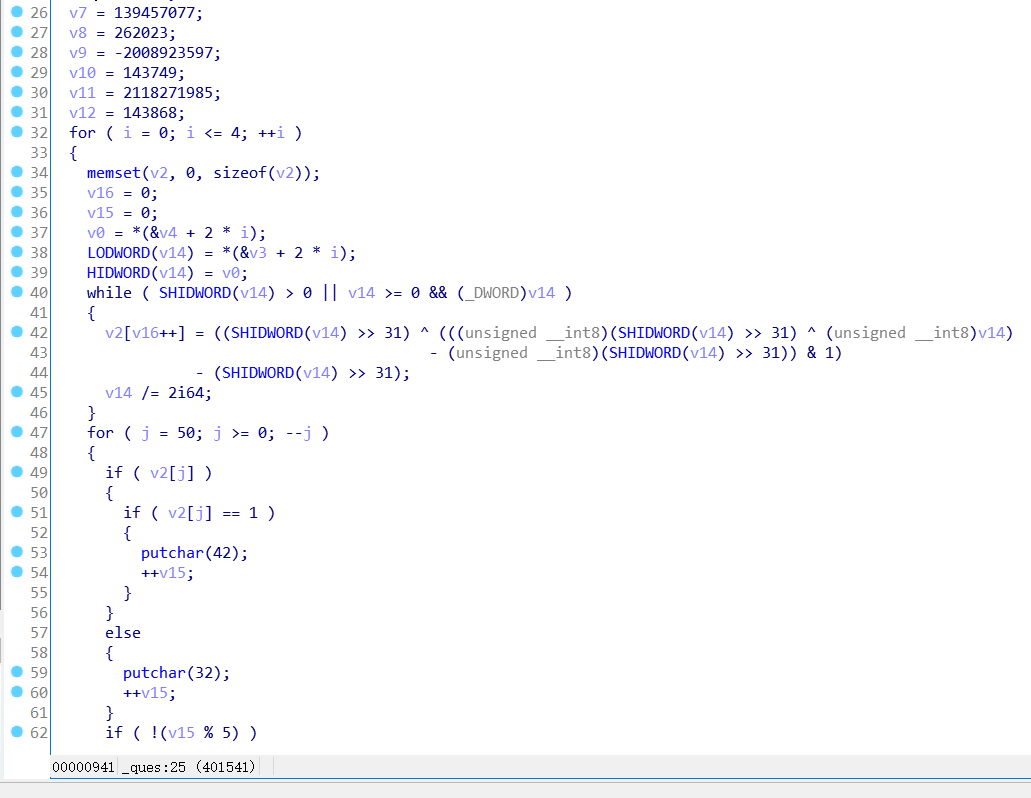 26 v7 = 139457077;
27 v8 = 262023;
28 v9 = -2008923597;
29 v10 = 143749;
30 v11 = 2118271985;
31 v12 = 143868;
32 for ( i = 0; i <= 4; ++i )
33 {
34 memset(v2, 0, sizeof(v2));
35 v16 = 0;
36 v15 = 0;
37 v0 = *(&v4 + 2 * i);
38 LODWORD(v14) = *(&v3 + 2 * i);
39 HIDWORD(v14) = v0;
40 while ( SHIDWORD(v14) > 0 || v14 >= 0 && (_DWORD)v14 )
41 {
42 v2[v16++] = ((SHIDWORD(v14) >> 31) ^ (((unsigned __int8)(SHIDWORD(v14) >> 31) ^ (unsigned __int8)v14)
43 - (unsigned __int8)(SHIDWORD(v14) >> 31)) & 1)
44 - (SHIDWORD(v14) >> 31);
45 v14 /= 2i64;
46 }
47 for ( j = 50; j >= 0; --j )
48 {
49 if ( v2[j] )
50 {
51 if ( v2[j] == 1 )
52 {
53 putchar(42);
54 ++v15;
55 }
56 }
57 else
58 {
59 putchar(32);
60 ++v15;
61 }
62 if ( !(v15 % 5) )
00000941 _ques:25 (401541)